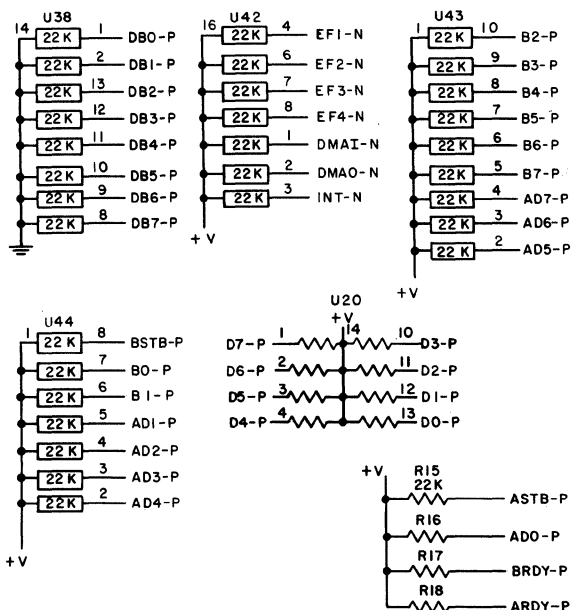 U38
14 22K 1 DB0-P
22K 2 DB1-P
22K 13 DB2-P
22K 12 DB3-P
22K 11 DB4-P
22K 10 DB5-P
22K 9 DB6-P
22K 8 DB7-P
U42
16 22K 4 EF1-N
22K 6 EF2-N
22K 7 EF3-N
22K 8 EF4-N
22K 1 DMAI-N
22K 2 DMAO-N
22K 3 INT-N
+V
U43
1 22K 10 B2-P
22K 9 B3-P
22K 8 B4-P
22K 7 B5-P
22K 6 B6-P
22K 5 B7-P
22K 4 AD7-P
22K 3 AD6-P
22K 2 AD5-P
+V
U44
1 22K 8 BSTB-P
22K 7 B0-P
22K 6 B1-P
22K 5 AD1-P
22K 4 AD2-P
22K 3 AD3-P
22K 2 AD4-P
+V
U20
+V
D7-P 1 14 10 D3-P
D6-P 2 11 D2-P
D5-P 3 12 D1-P
D4-P 4 13 D0-P
+V R15
22K ASTB-P
R16
AD0-P
R17
BRDY-P
R18
ARDY-P